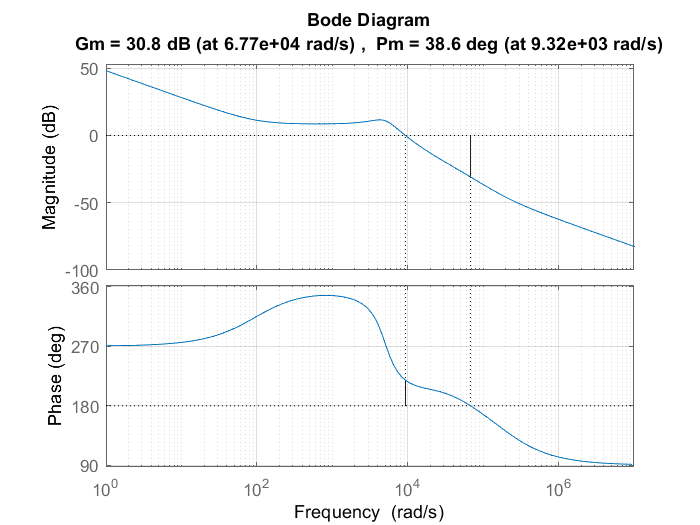 Bode Diagram
Gm = 30.8 dB (at 6.77e+04 rad/s) ,  Pm = 38.6 deg (at 9.32e+03 rad/s)
Magnitude (dB)
50
0
-50
-100
Phase (deg)
360
270
180
90
10^0 10^2 10^4 10^6
Frequency  (rad/s)